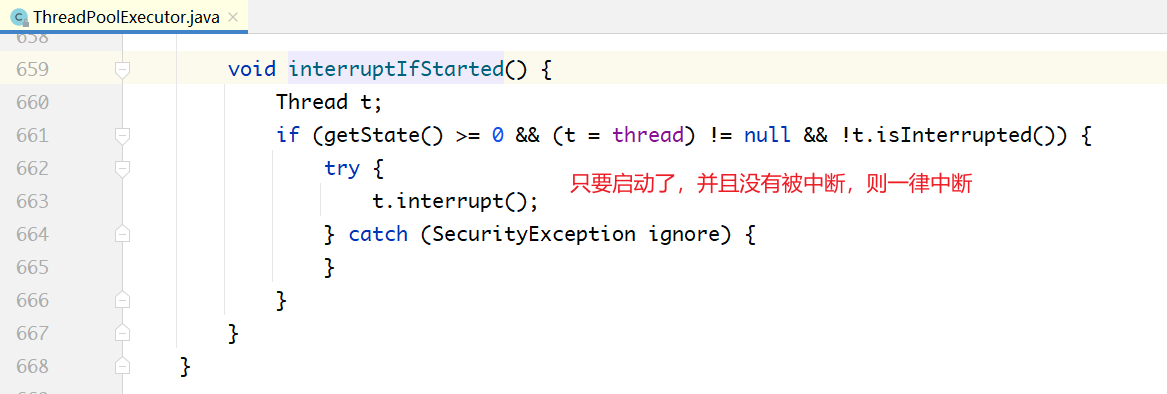 ThreadPoolExecutor.java
658
659 void interruptIfStarted() {
660 Thread t;
661 if (getState() >= 0 && (t = thread) != null && !t.isInterrupted()) {
662 try {
只要启动了，并且没有被中断，则一律中断
663 t.interrupt();
664 } catch (SecurityException ignore) {
665 }
666 }
667 }
668 }